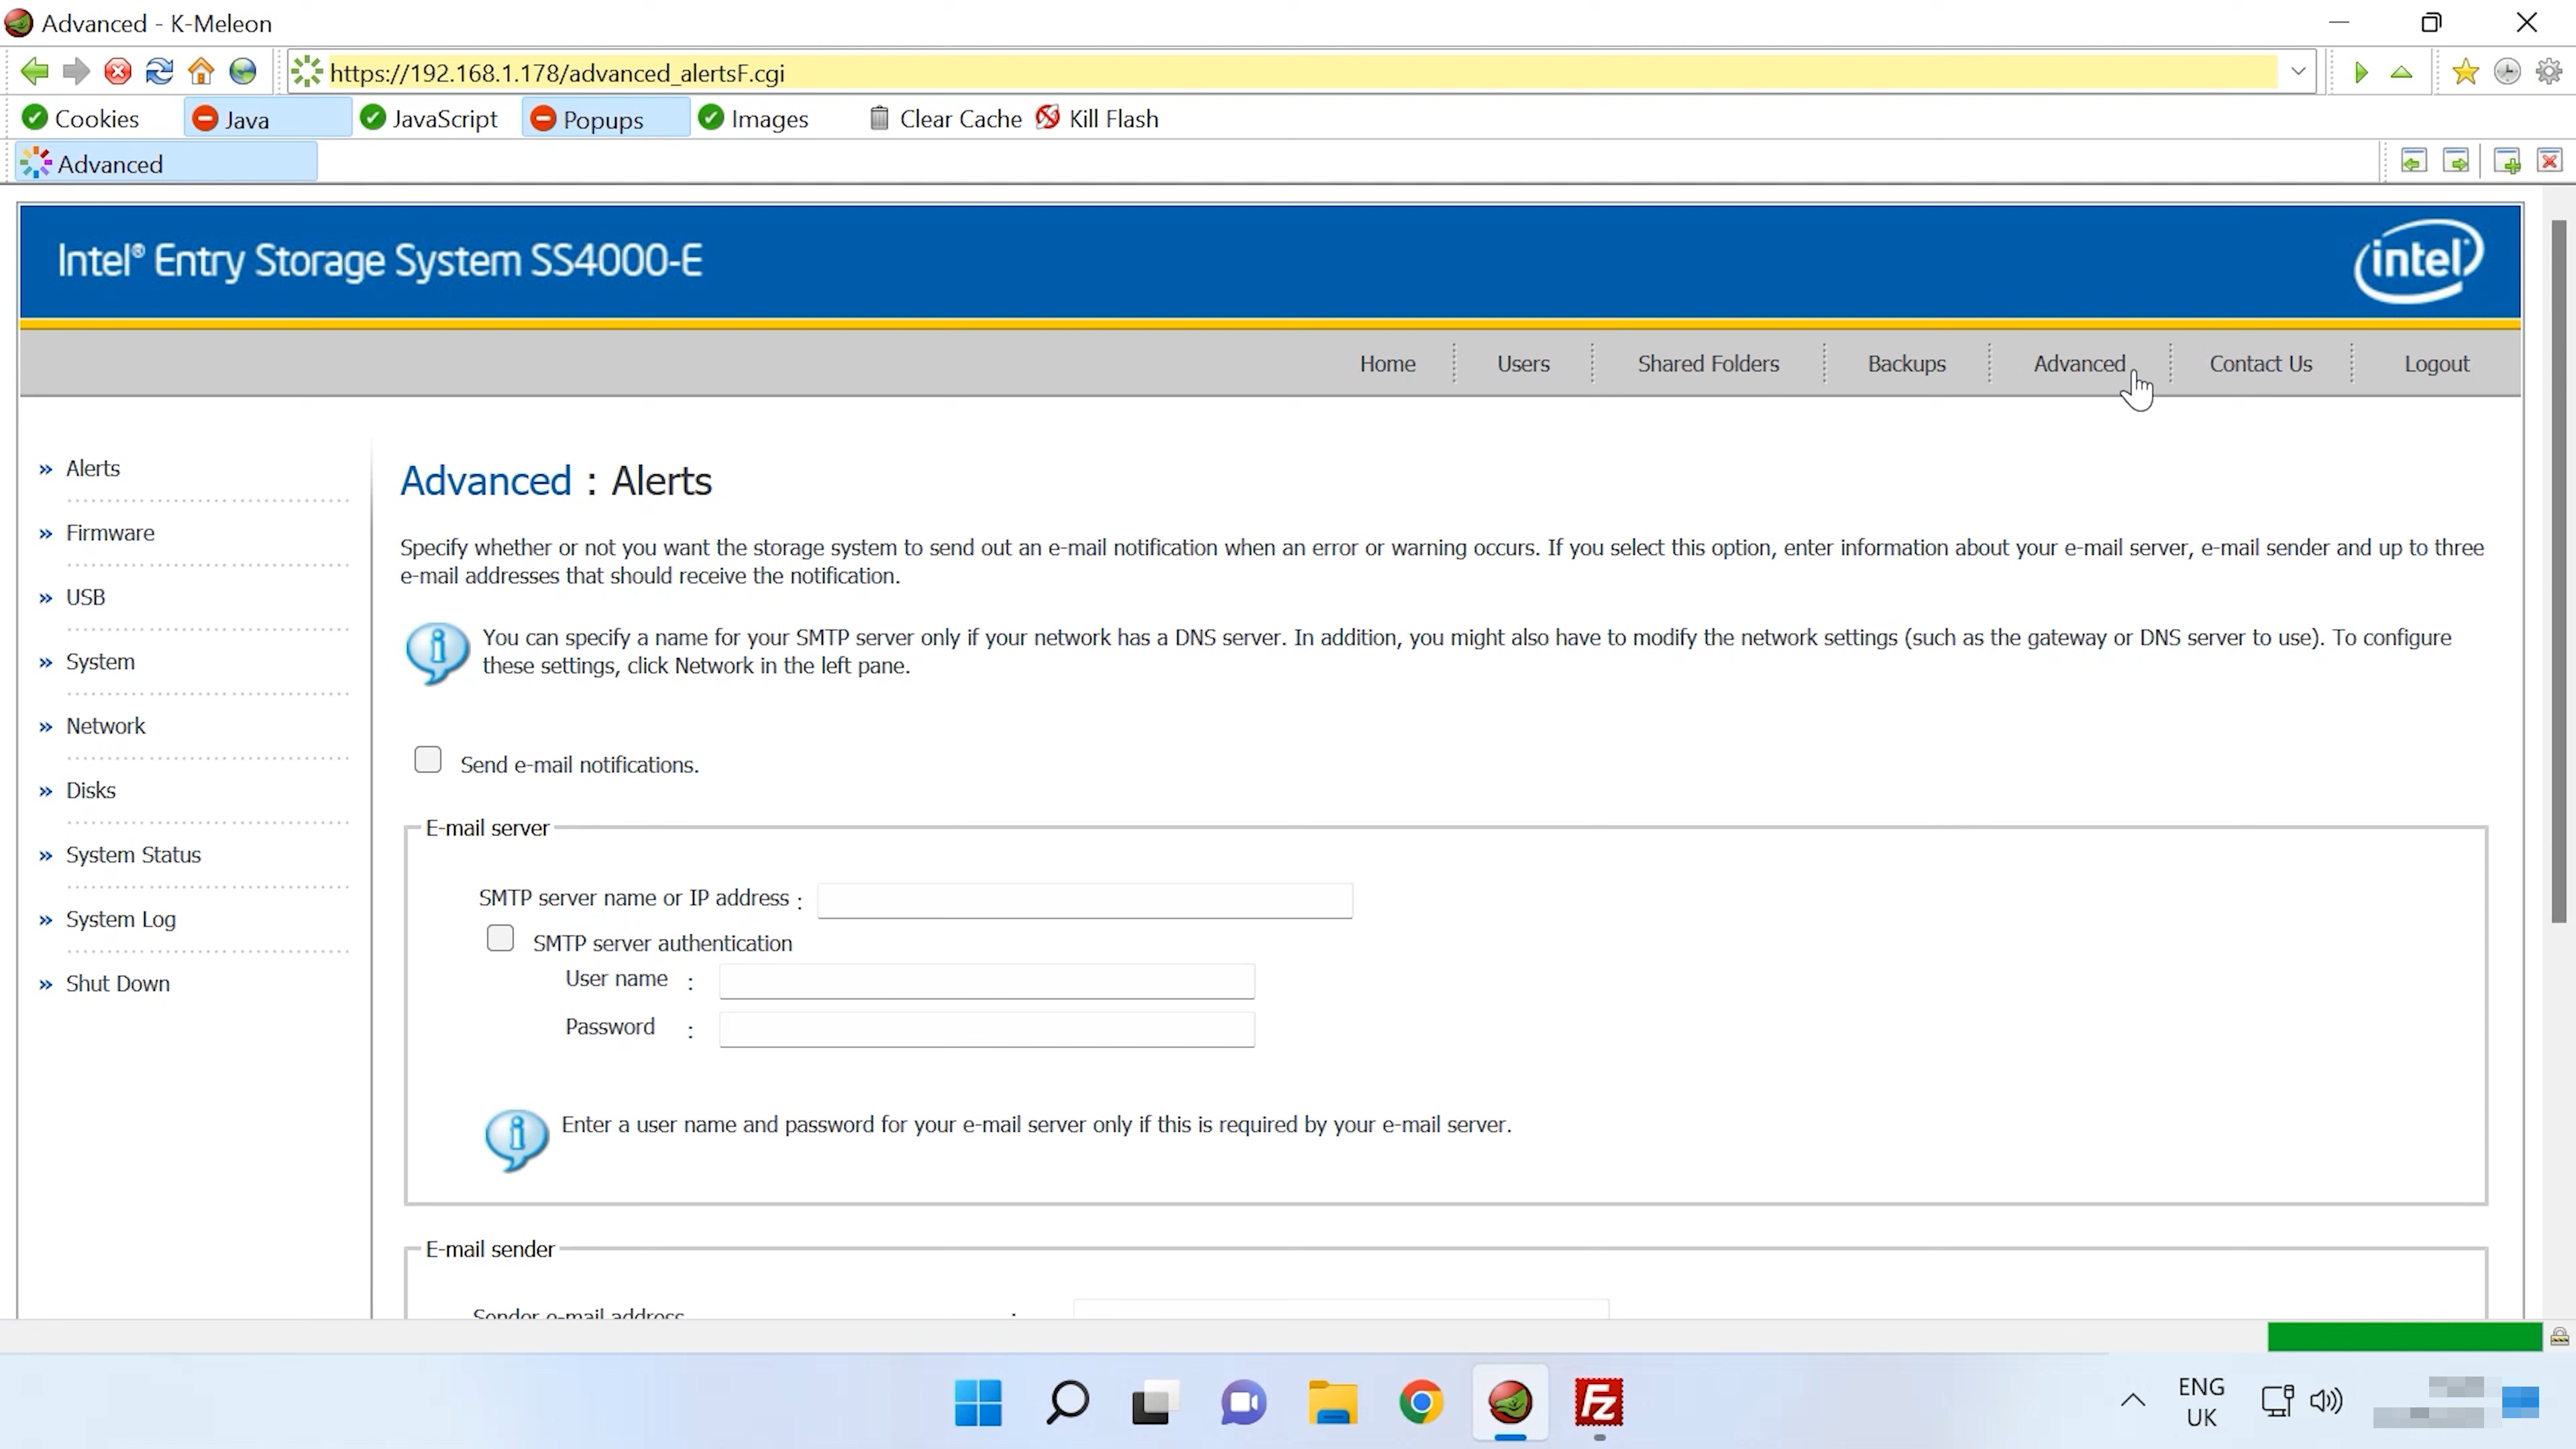 Advanced - K-Meleon
https://192.168.1.178/advanced_alertsF.cgi
Cookies Java JavaScript Popups Images Clear Cache Kill Flash
Advanced
Intel® Entry Storage System SS4000-E
intel
Home Users Shared Folders Backups Advanced Contact Us Logout
» Alerts
» Firmware
» USB
» System
» Network
» Disks
» System Status
» System Log
» Shut Down
Advanced : Alerts
Specify whether or not you want the storage system to send out an e-mail notification when an error or warning occurs. If you select this option, enter information about your e-mail server, e-mail sender and up to three
e-mail addresses that should receive the notification.
You can specify a name for your SMTP server only if your network has a DNS server. In addition, you might also have to modify the network settings (such as the gateway or DNS server to use). To configure
these settings, click Network in the left pane.
Send e-mail notifications.
E-mail server
SMTP server name or IP address :
SMTP server authentication
User name :
Password :
Enter a user name and password for your e-mail server only if this is required by your e-mail server.
E-mail sender
Sender e-mail address :
Fz
ENG
UK